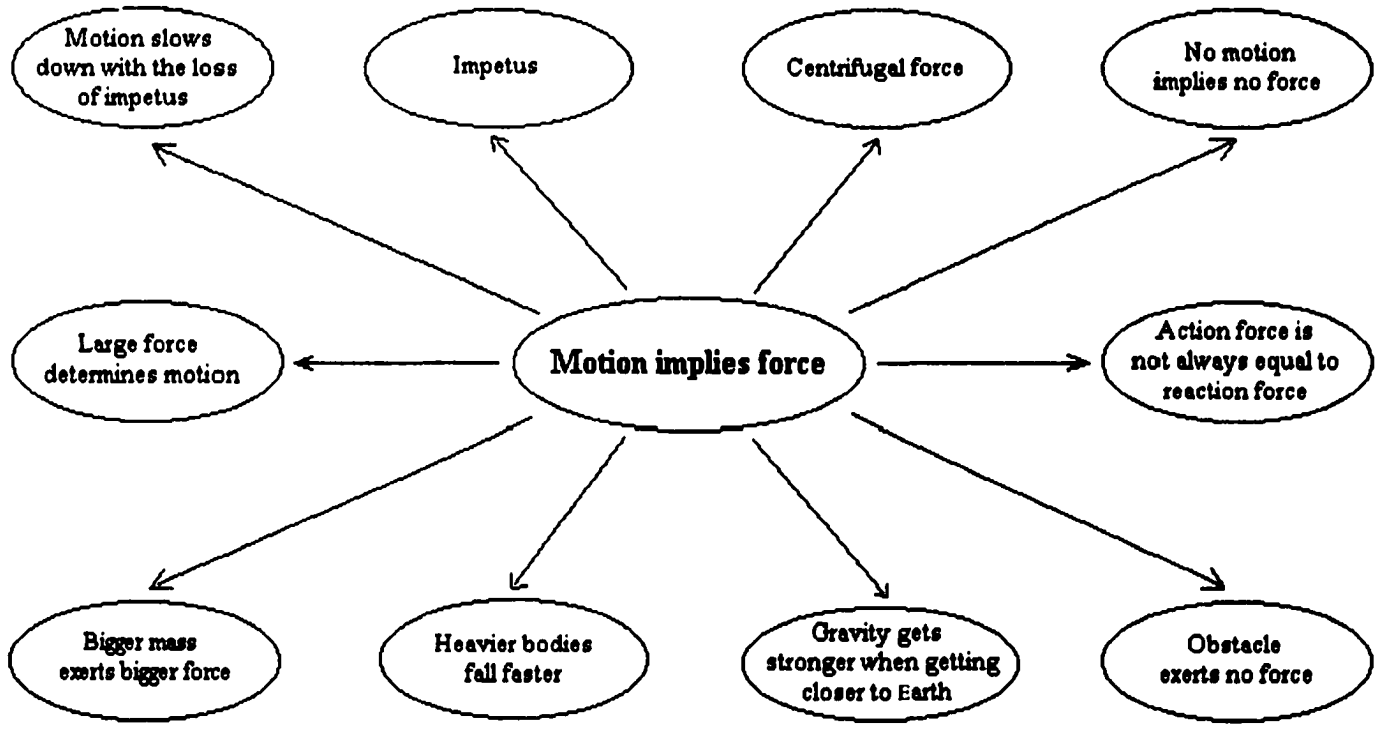 Motion slows
down with the loss
of impetus
Impetus
Centrifugal force
No motion
implies no force
Large force
determines motion
Motion implies force
Action force is
not always equal to
reaction force
Bigger mass
exerts bigger force
Heavier bodies
fall faster
Gravity gets
stronger when getting
closer to Earth
Obstacle
exerts no force